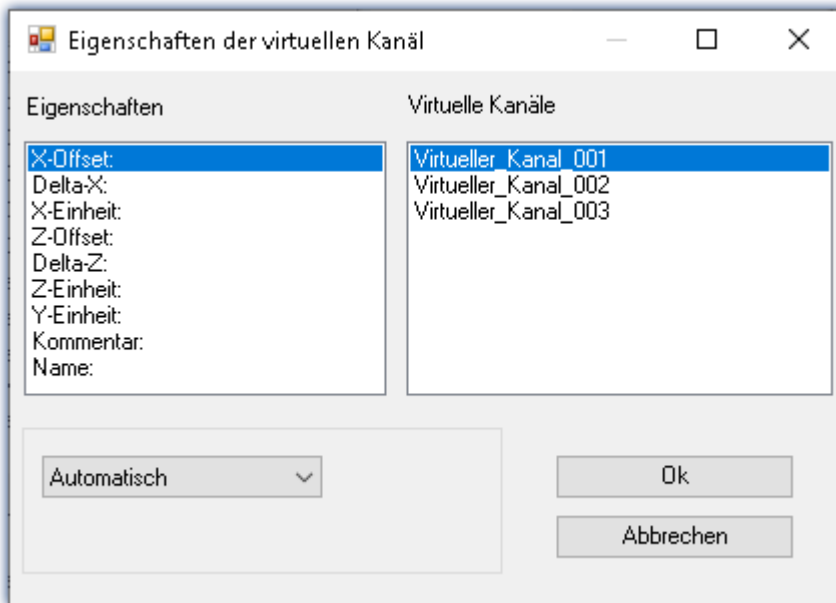 Eigenschaften der virtuellen Kanäl
Eigenschaften
X-Offset:
Delta-X:
X-Einheit:
Z-Offset:
Delta-Z:
Z-Einheit:
Y-Einheit:
Kommentar:
Name:
Virtuelle Kanäle
Virtueller_Kanal_001
Virtueller_Kanal_002
Virtueller_Kanal_003
Automatisch
Ok
Abbrechen